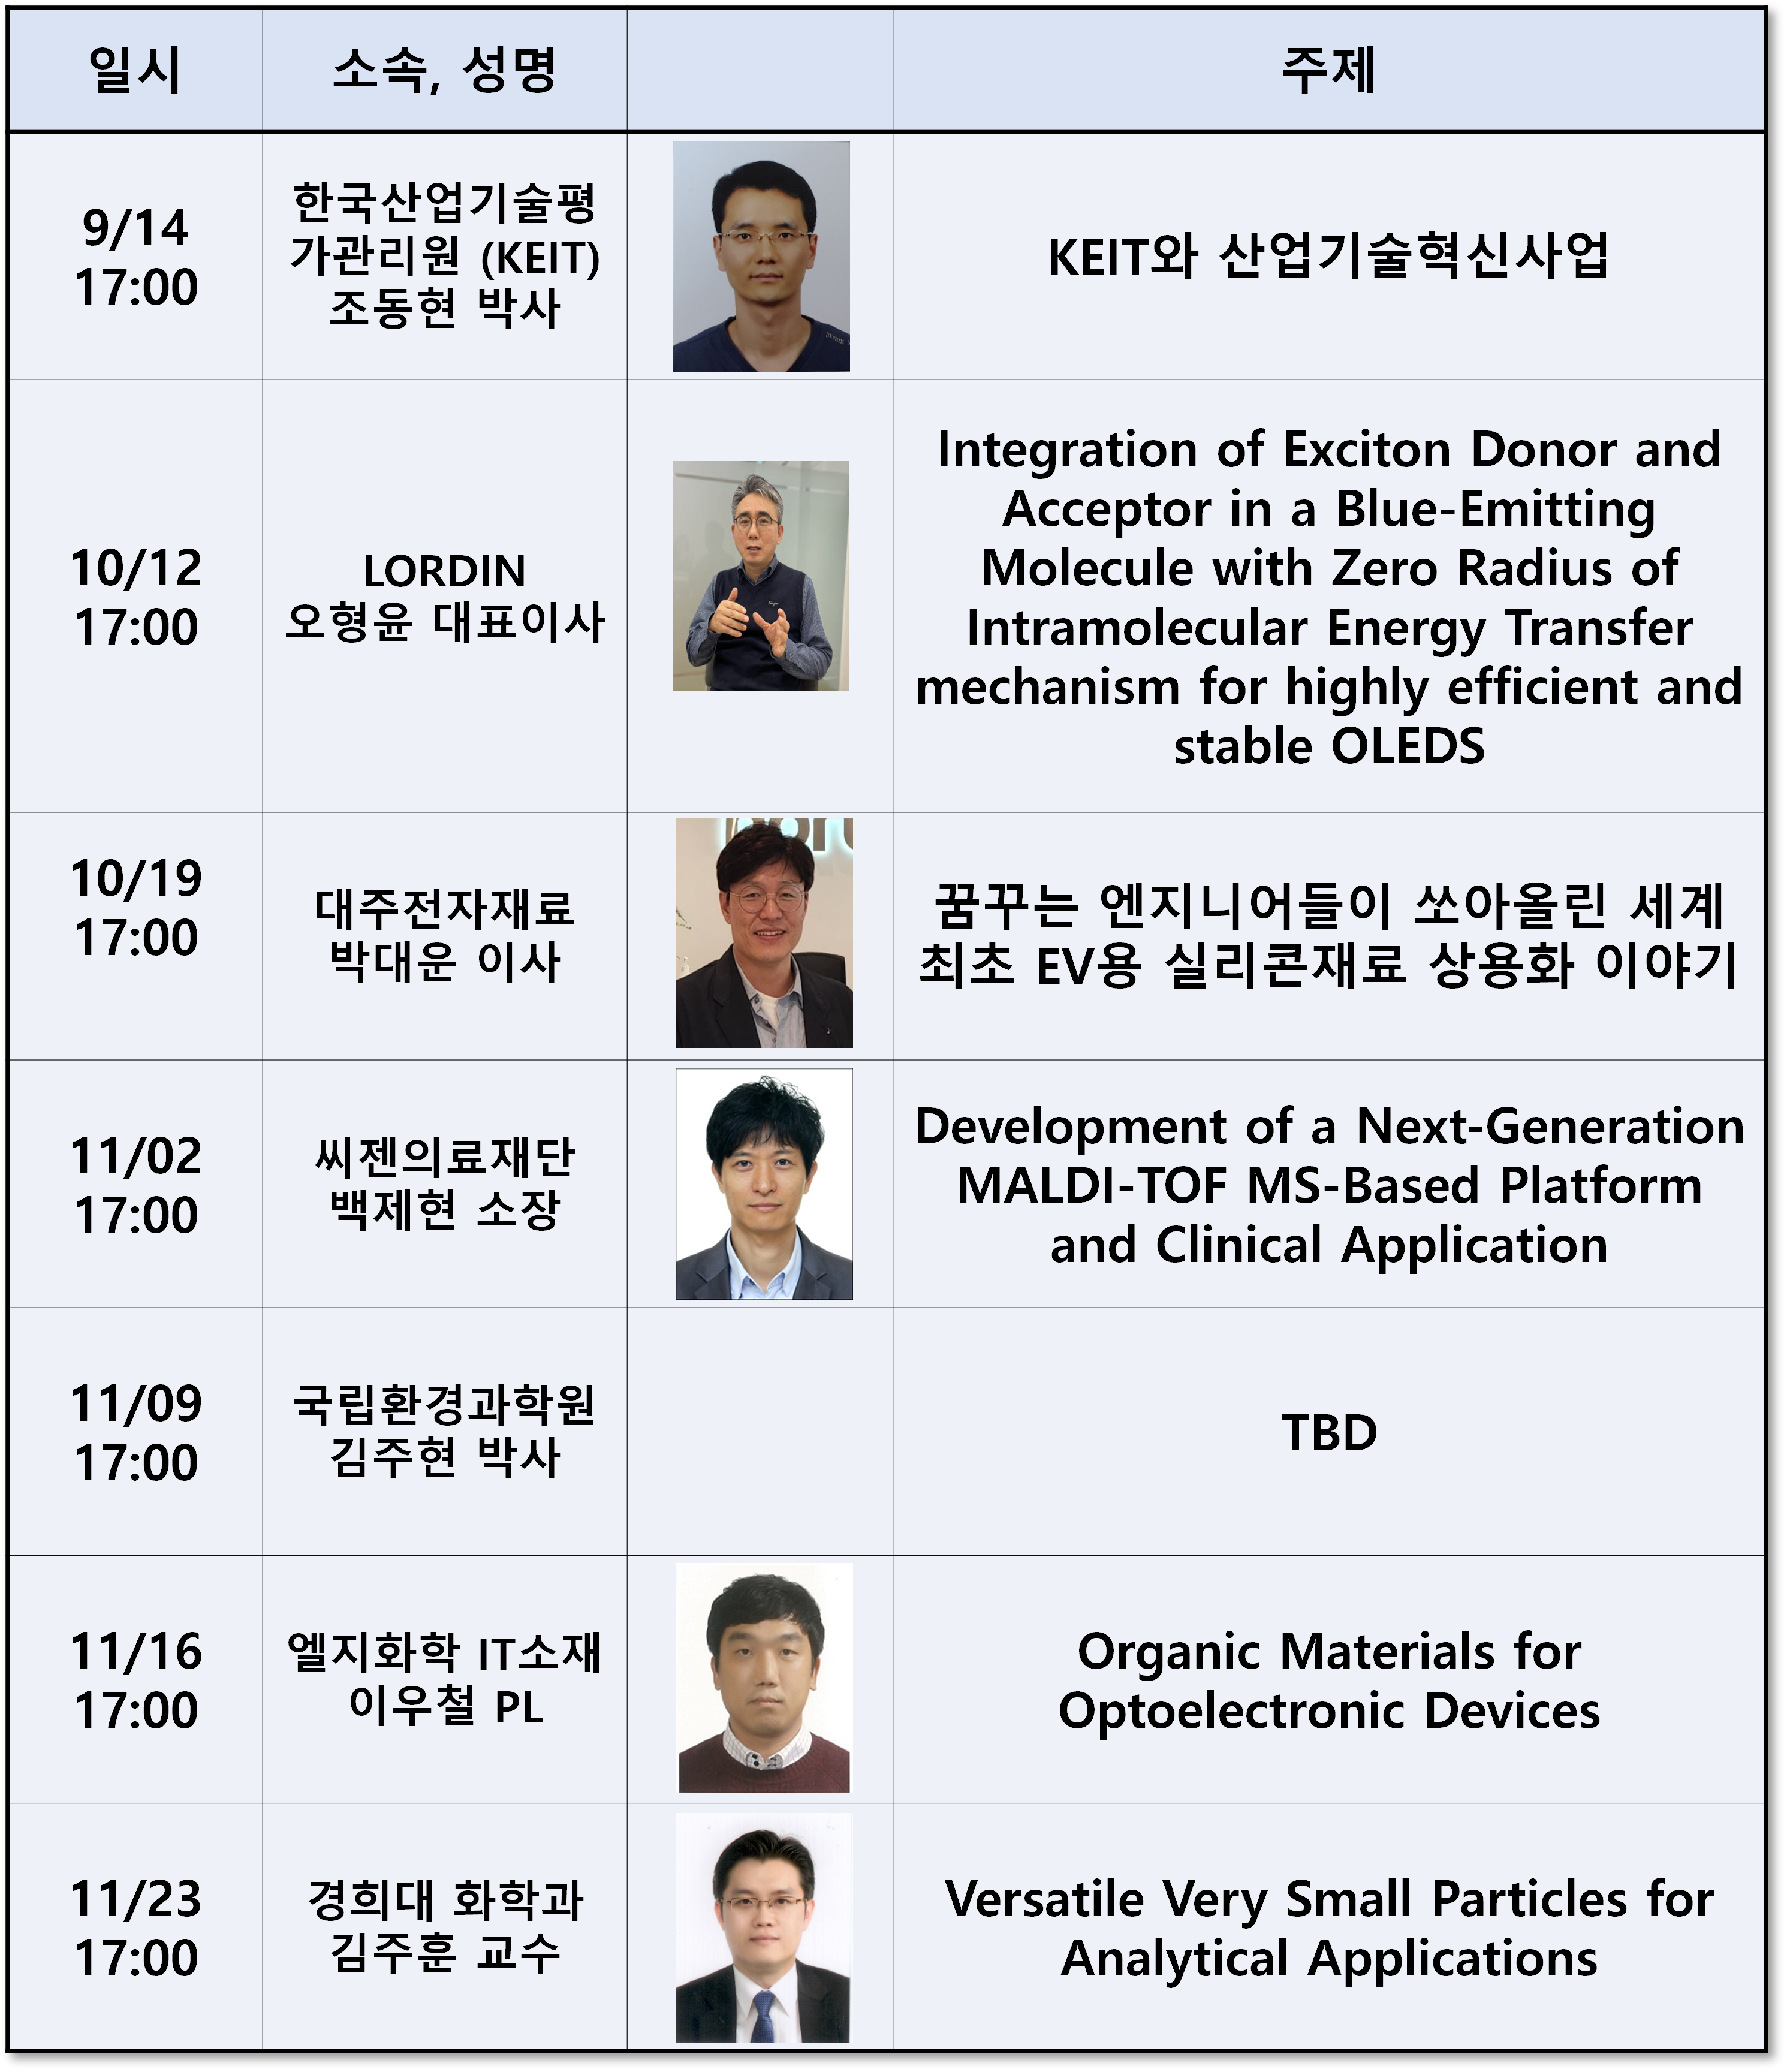 일시
소속, 성명
주제
9/14
17:00
한국산업기술평
가관리원 (KEIT)
조동현 박사
KEIT와 산업기술혁신사업
10/12
17:00
LORDIN
오형윤 대표이사
Integration of Exciton Donor and
Acceptor in a Blue-Emitting
Molecule with Zero Radius of
Intramolecular Energy Transfer
mechanism for highly efficient and
stable OLEDS
10/19
17:00
대주전자재료
박대운 이사
꿈꾸는 엔지니어들이 쏘아올린 세계
최초 EV용 실리콘재료 상용화 이야기
11/02
17:00
씨젠의료재단
백제현 소장
Development of a Next-Generation
MALDI-TOF MS-Based Platform
and Clinical Application
11/09
17:00
국립환경과학원
김주현 박사
TBD
11/16
17:00
엘지화학 IT소재
이우철 PL
Organic Materials for
Optoelectronic Devices
11/23
17:00
경희대 화학과
김주훈 교수
Versatile Very Small Particles for
Analytical Applications